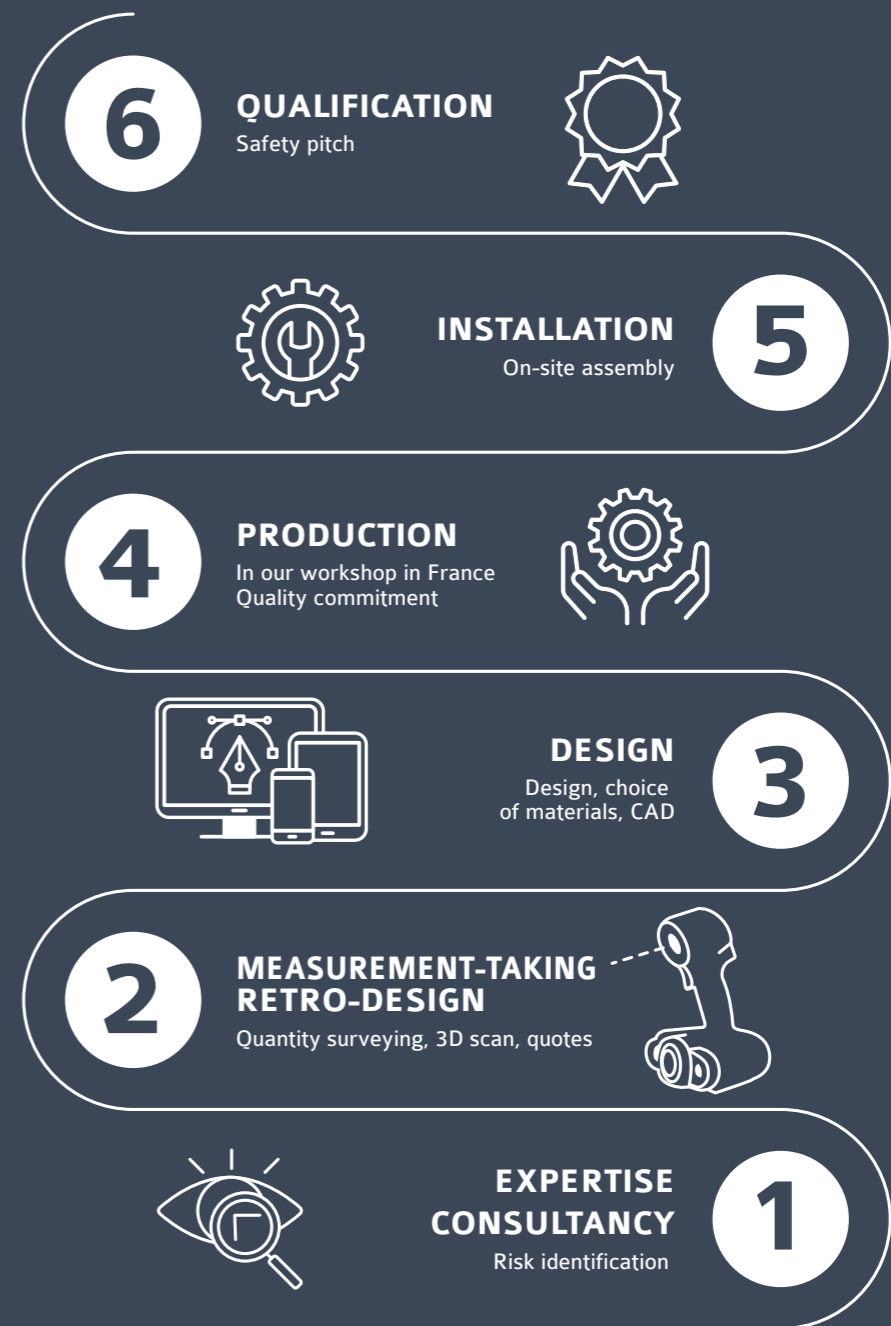 6
QUALIFICATION
Safety pitch
INSTALLATION
On-site assembly
5
4
PRODUCTION
In our workshop in France
Quality commitment
DESIGN
Design, choice
of materials, CAD
3
2
MEASUREMENT-TAKING
RETRO-DESIGN
Quantity surveying, 3D scan, quotes
EXPERTISE
CONSULTANCY
Risk identification
1